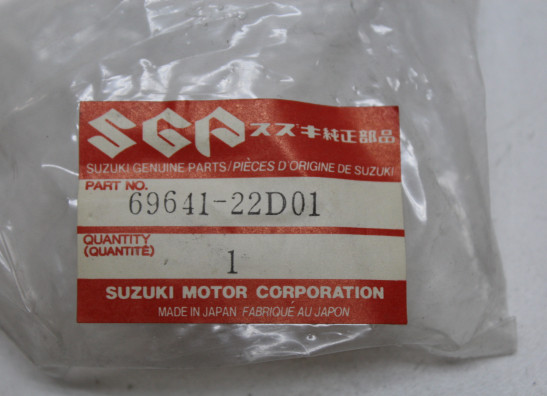 SGP スズキ純正部品
SUZUKI GENUINE PARTS/PIÈCES D'ORIGINE DE SUZUKI
PART NO.
69641-22D01
QUANTITY
(QUANTITÉ)
1
SUZUKI MOTOR CORPORATION
MADE IN JAPAN FABRIQUE AU JAPON